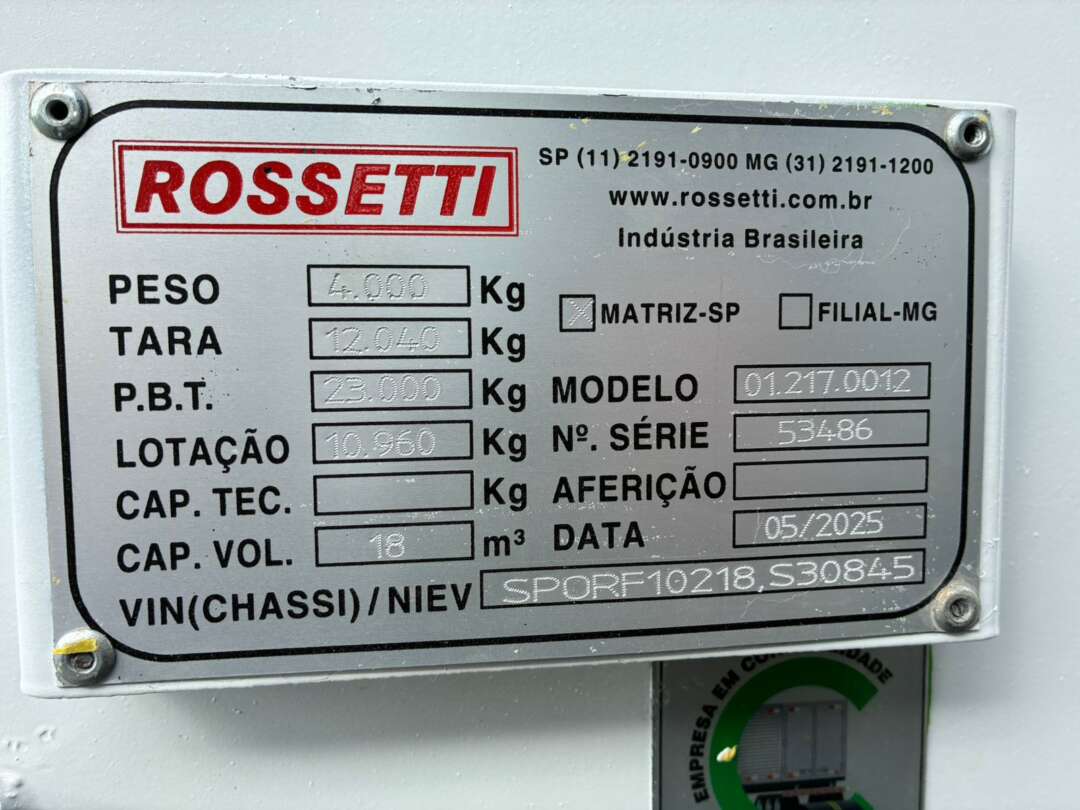 ROSSETTI
SP (11) 2191-0900 MG (31) 2191-1200
www.rossetti.com.br
Indústria Brasileira
PESO 4.000 Kg
TARA 12.040 Kg
P.B.T. 23.000 Kg
LOTAÇÃO 10.960 Kg
CAP. TEC. Kg
CAP. VOL. 18 m³
X MATRIZ-SP FILIAL-MG
MODELO 01.217.0012
Nº. SÉRIE 53486
AFERIÇÃO
DATA 05/2025
VIN(CHASSI)/NIEV SPORF10218,S30845
EMPRESA EM